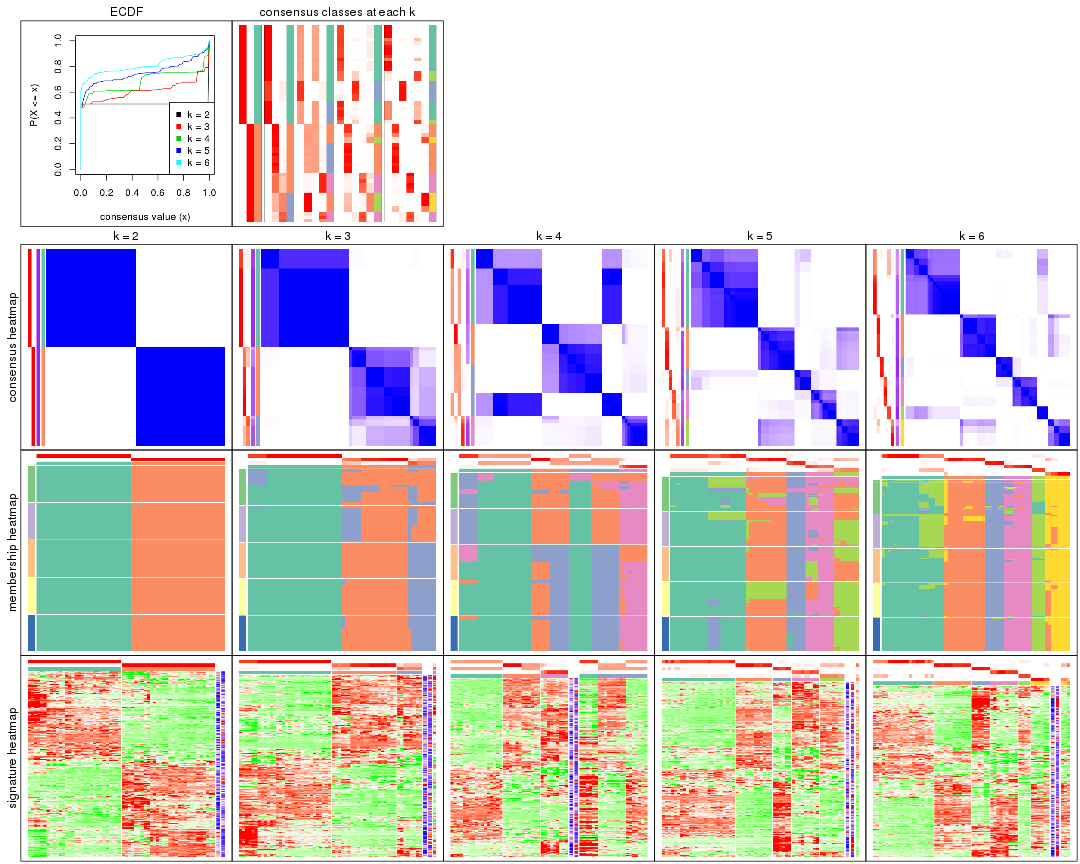 ECDF
consensus classes at each k
P(X <= x)
0.0 0.2 0.4 0.6 0.8 1.0
k = 2
k = 3
k = 4
k = 5
k = 6
0.0 0.2 0.4 0.6 0.8 1.0
consensus value (x)
k = 2
k = 3
k = 4
k = 5
k = 6
consensus heatmap
membership heatmap
signature heatmap